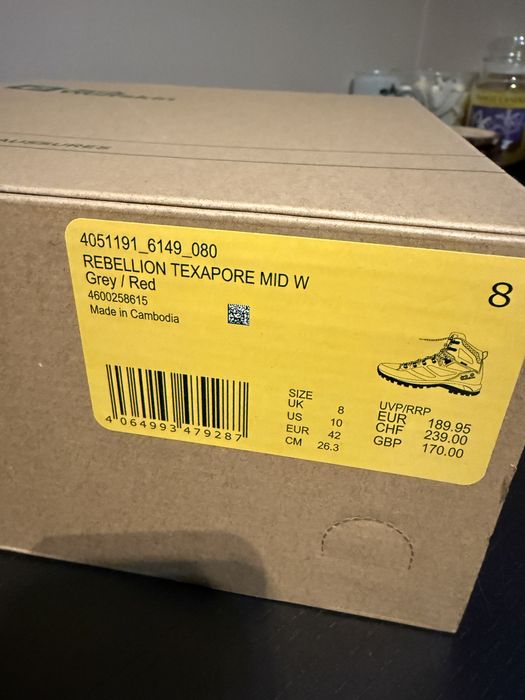 AUSSURES
4051191_6149_080
REBELLION TEXAPORE MID W
Grey / Red
4600258615
Made in Cambodia
8
4 064993 479287
SIZE
UK 8
US 10
EUR 42
CM 26.3
UVP/RRP
EUR 189.95
CHF 239.00
GBP 170.00